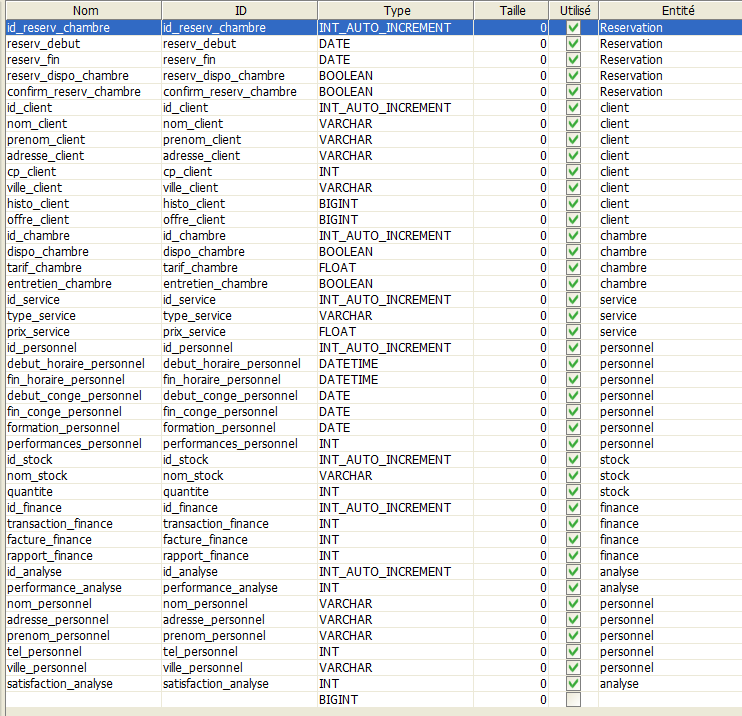 Nom ID Type Taille Utilisé Entité
id_reserv_chambre id_reserv_chambre INT_AUTO_INCREMENT 0 Reservation
reserv_debut reserv_debut DATE 0 Reservation
reserv_fin reserv_fin DATE 0 Reservation
reserv_dispo_chambre reserv_dispo_chambre BOOLEAN 0 Reservation
confirm_reserv_chambre confirm_reserv_chambre BOOLEAN 0 Reservation
id_client id_client INT_AUTO_INCREMENT 0 client
nom_client nom_client VARCHAR 0 client
prenom_client prenom_client VARCHAR 0 client
adresse_client adresse_client VARCHAR 0 client
cp_client cp_client INT 0 client
ville_client ville_client VARCHAR 0 client
histo_client histo_client BIGINT 0 client
offre_client offre_client BIGINT 0 client
id_chambre id_chambre INT_AUTO_INCREMENT 0 chambre
dispo_chambre dispo_chambre BOOLEAN 0 chambre
tarif_chambre tarif_chambre FLOAT 0 chambre
entretien_chambre entretien_chambre BOOLEAN 0 chambre
id_service id_service INT_AUTO_INCREMENT 0 service
type_service type_service VARCHAR 0 service
prix_service prix_service FLOAT 0 service
id_personnel id_personnel INT_AUTO_INCREMENT 0 personnel
debut_horaire_personnel debut_horaire_personnel DATETIME 0 personnel
fin_horaire_personnel fin_horaire_personnel DATETIME 0 personnel
debut_conge_personnel debut_conge_personnel DATE 0 personnel
fin_conge_personnel fin_conge_personnel DATE 0 personnel
formation_personnel formation_personnel DATE 0 personnel
performances_personnel performances_personnel INT 0 personnel
id_stock id_stock INT_AUTO_INCREMENT 0 stock
nom_stock nom_stock VARCHAR 0 stock
quantite quantite INT 0 stock
id_finance id_finance INT_AUTO_INCREMENT 0 finance
transaction_finance transaction_finance INT 0 finance
facture_finance facture_finance INT 0 finance
rapport_finance rapport_finance INT 0 finance
id_analyse id_analyse INT_AUTO_INCREMENT 0 analyse
performance_analyse performance_analyse INT 0 analyse
nom_personnel nom_personnel VARCHAR 0 personnel
adresse_personnel adresse_personnel VARCHAR 0 personnel
prenom_personnel prenom_personnel VARCHAR 0 personnel
tel_personnel tel_personnel INT 0 personnel
ville_personnel ville_personnel VARCHAR 0 personnel
satisfaction_analyse satisfaction_analyse INT 0 analyse
BIGINT 0